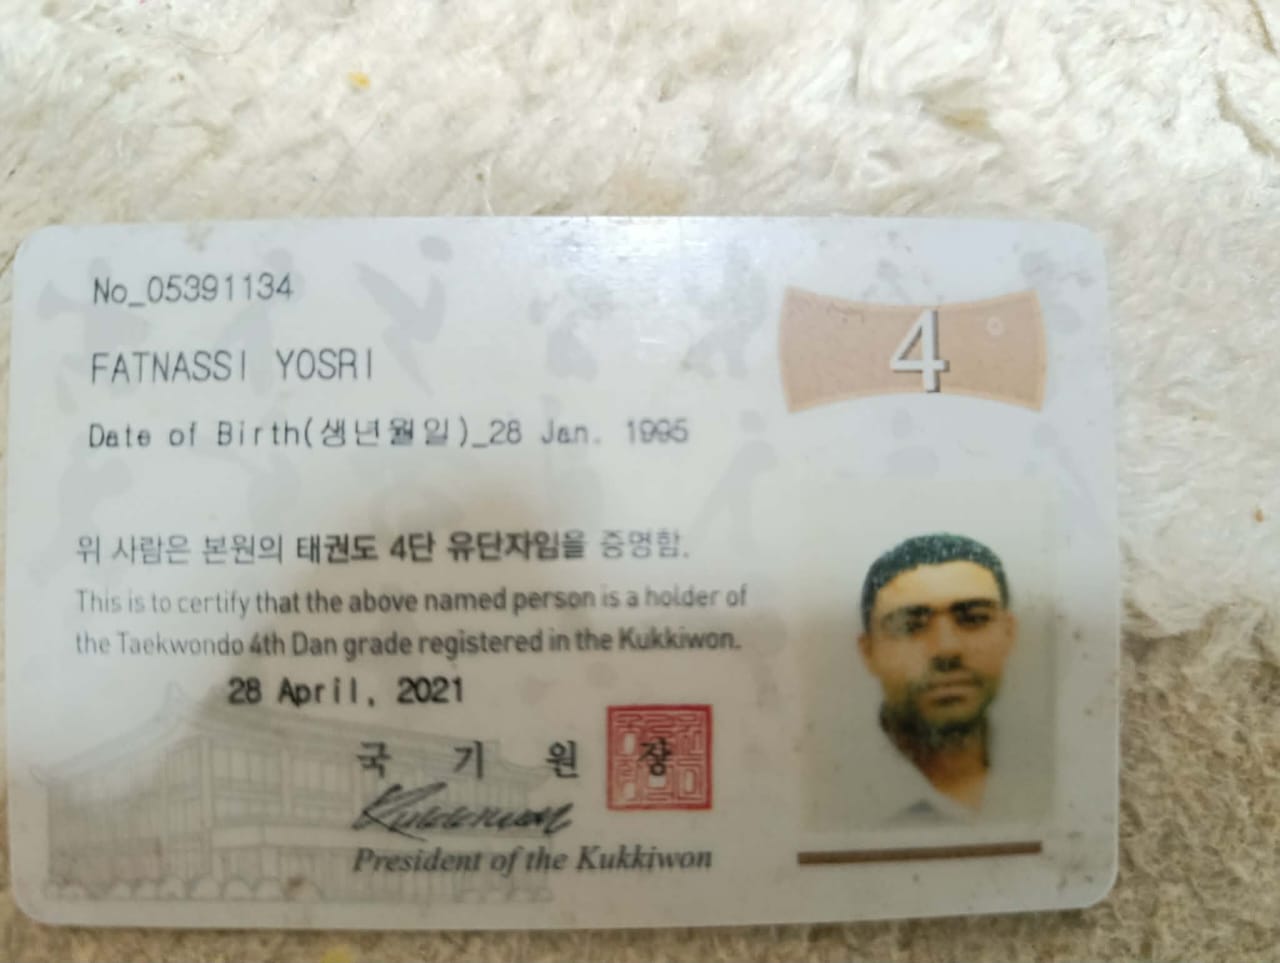 No_05391134
4
FATNASSI YOSRI
Date of Birth(생년월일)_28 Jan. 1995
위 사람은 본원의 태권도 4단 유단자임을 증명함.
This is to certify that the above named person is a holder of
the Taekwondo 4th Dan grade registered in the Kukkiwon.
28 April, 2021
국 기 원 장
Kukkiwon
President of the Kukkiwon